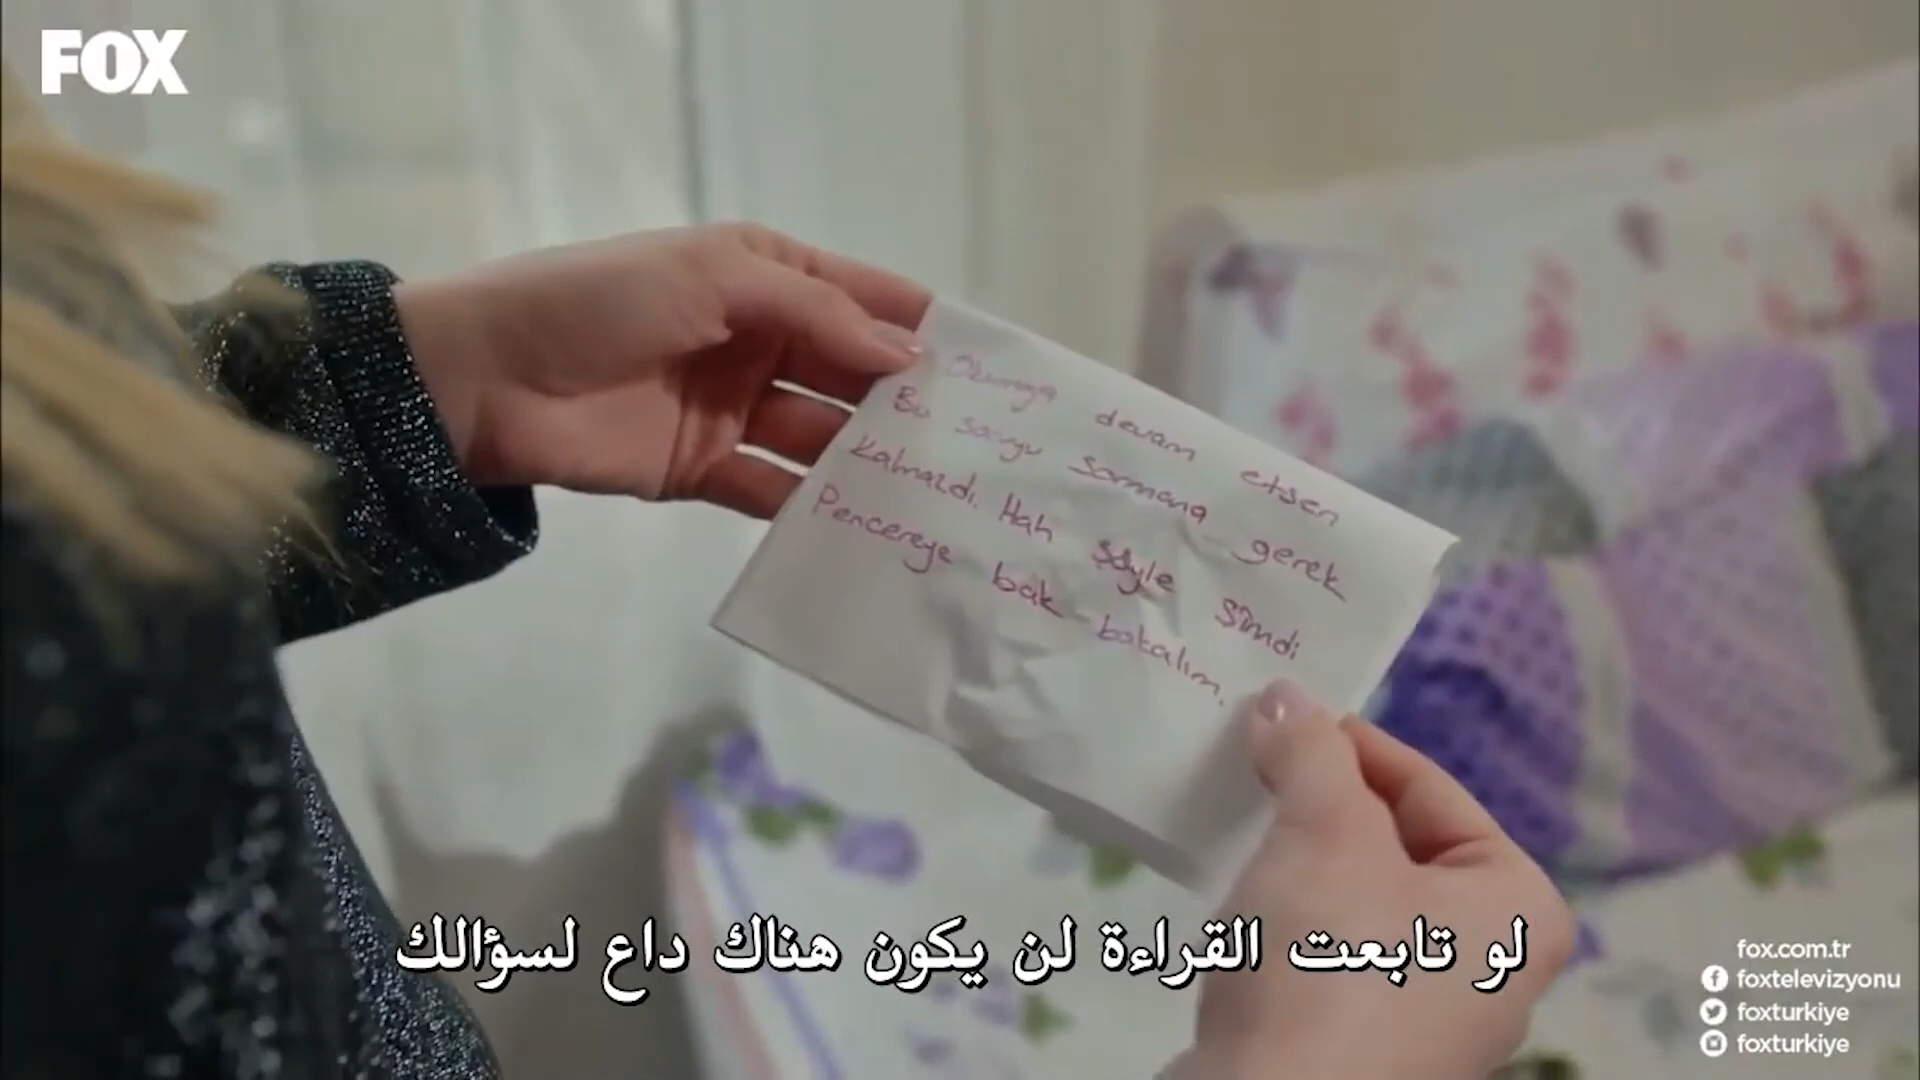 FOX
Okumaya devam etsen
Bu soruyu sormana gerek
Kalmazdı. Hah şöyle şimdi
Pencereye bak bakalım.
لو تابعت القراءة لن يكون هناك داع لسؤالك
fox.com.tr
foxtelevizyonu
foxturkiye
foxturkiye